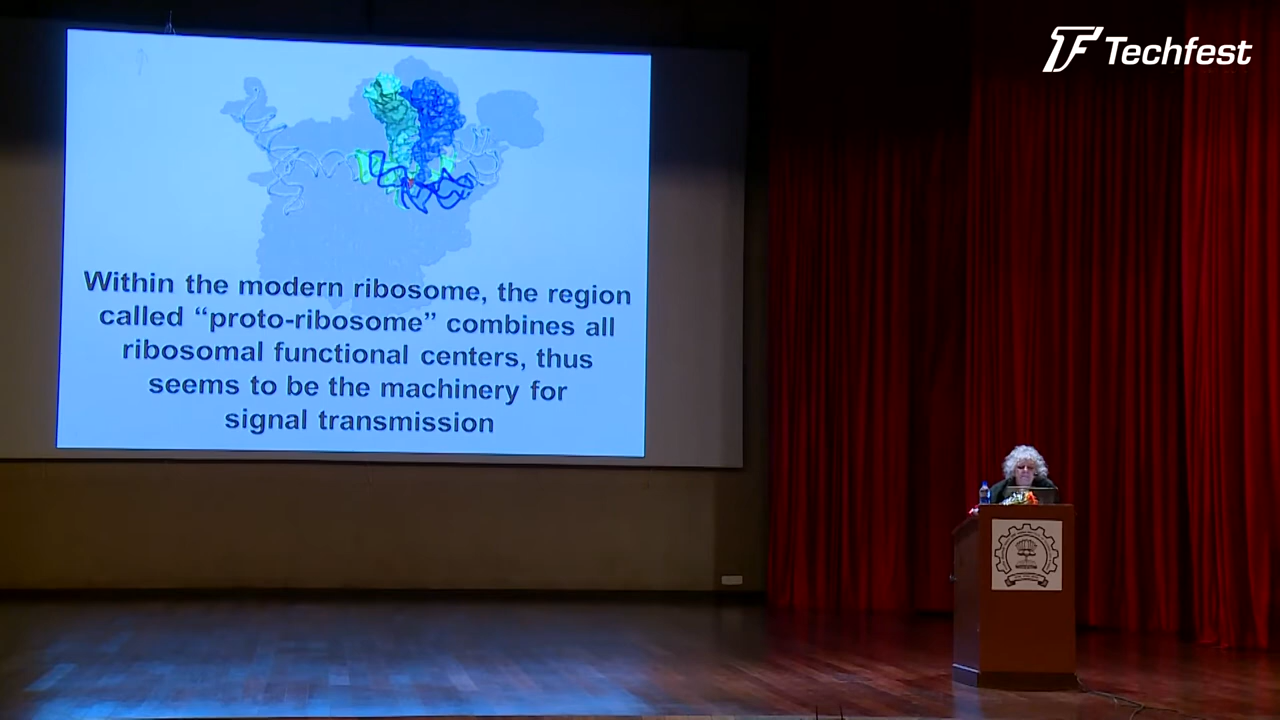 Techfest
Within the modern ribosome, the region
called “proto-ribosome” combines all
ribosomal functional centers, thus
seems to be the machinery for
signal transmission